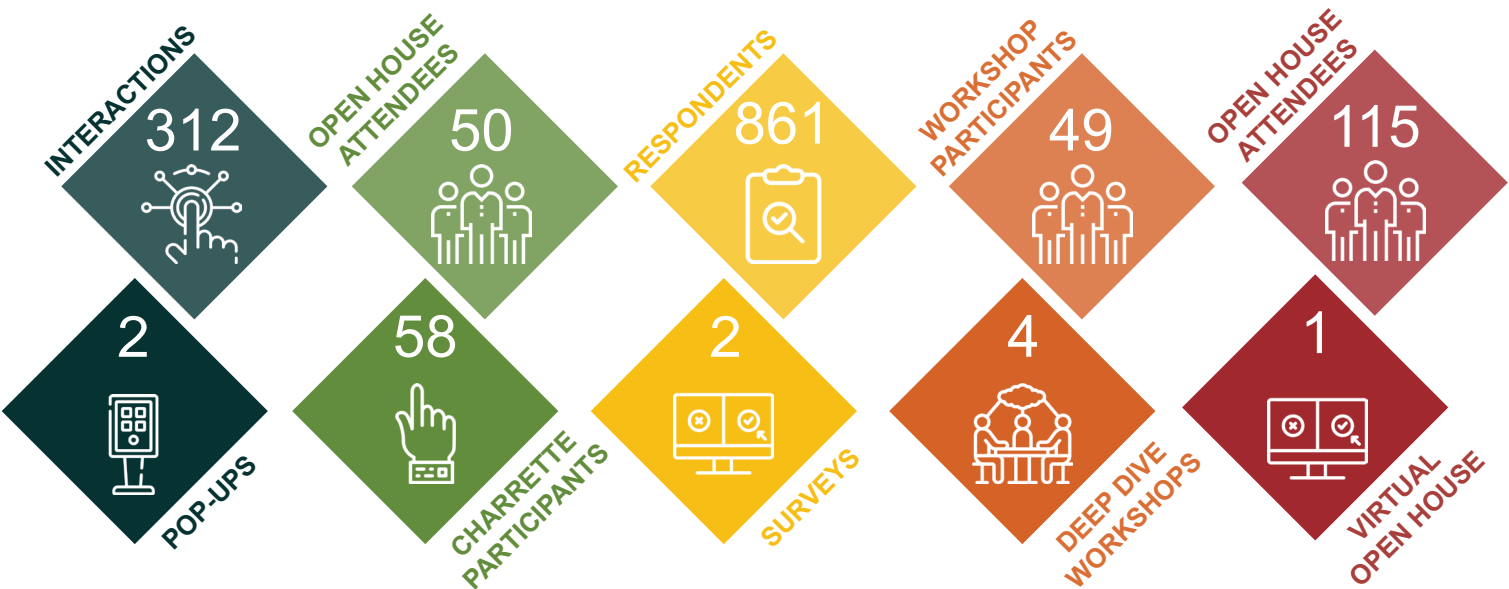 INTERACTIONS
312
2
POP-UPS
OPEN HOUSE
ATTENDEES
50
58
CHARRETTE
PARTICIPANTS
RESPONDENTS
861
2
SURVEYS
WORKSHOP
PARTICIPANTS
49
4
DEEP DIVE
WORKSHOPS
OPEN HOUSE
ATTENDEES
115
1
VIRTUAL
OPEN HOUSE